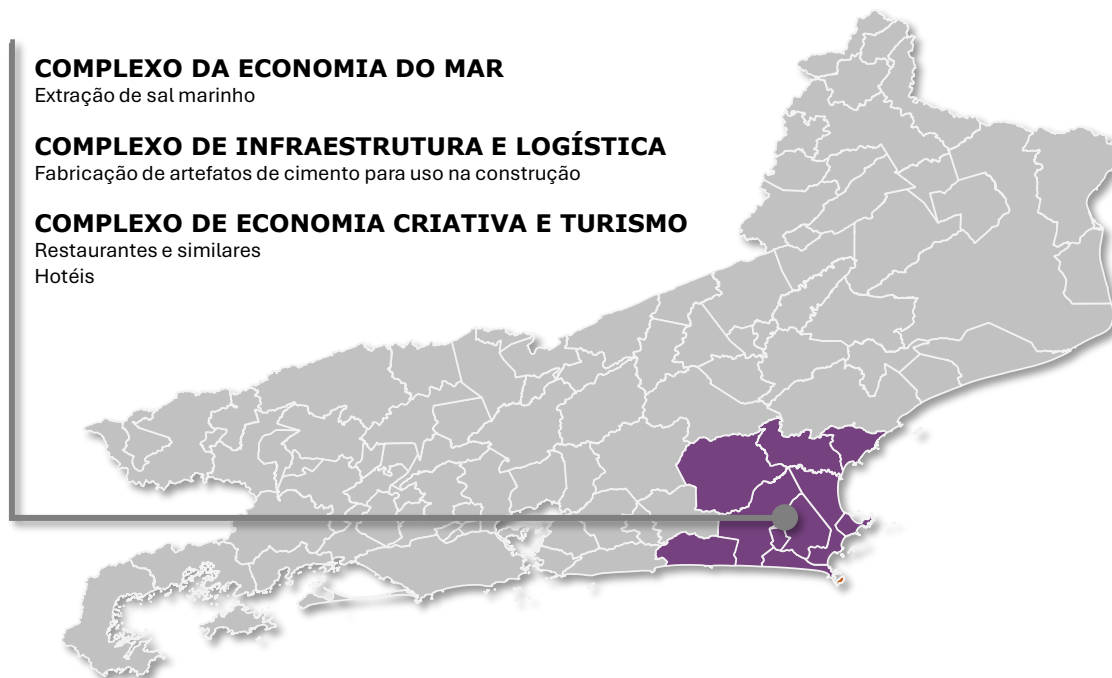 COMPLEXO DA ECONOMIA DO MAR
Extração de sal marinho
COMPLEXO DE INFRAESTRUTURA E LOGÍSTICA
Fabricação de artefatos de cimento para uso na construção
COMPLEXO DE ECONOMIA CRIATIVA E TURISMO
Restaurantes e similares
Hotéis